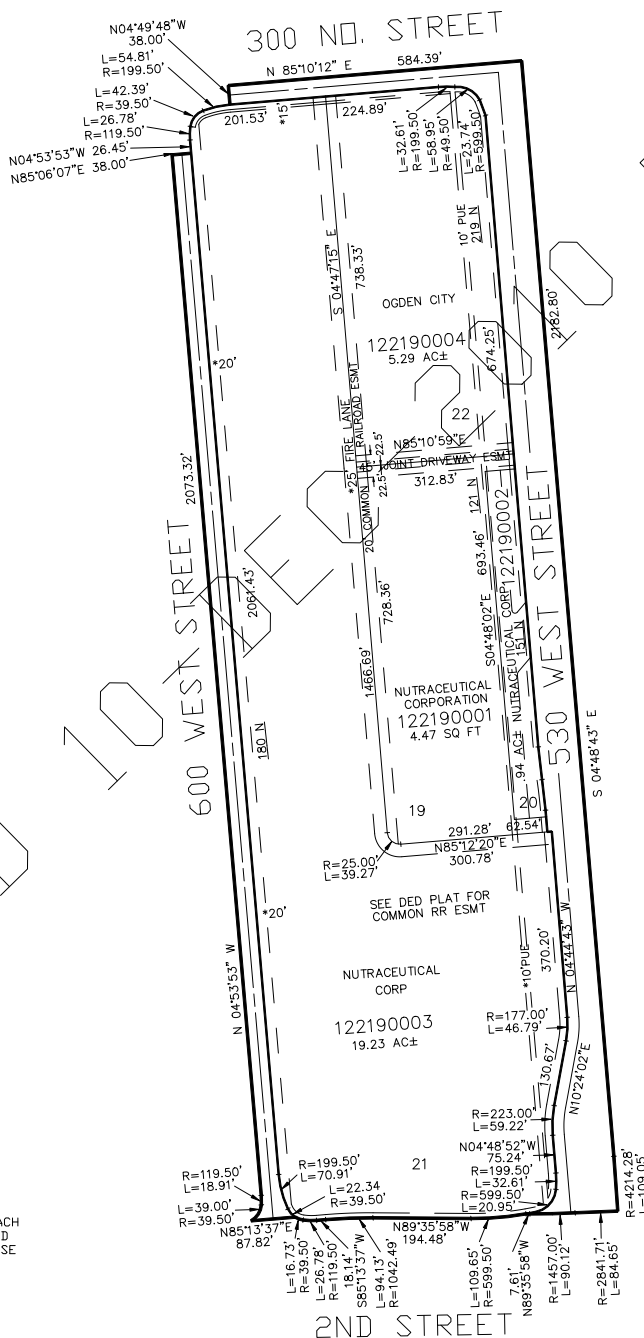 N04°49'48"W
38.00'
300 NO. STREET
L=54.81'
R=199.50'
N 85°10'12" E 584.39'
L=42.39'
R=39.50'
L=26.78'
R=119.50'
N04°53'53"W 26.45'
N85°06'07"E 38.00'
201.53'
*15'
224.89'
L=32.61'
R=199.50'
L=58.95'
R=49.50'
L=23.74'
R=599.50'
S 04°47'15" E
738.33'
10' PUE
219 N
OGDEN CITY
122190004
5.29 AC±
674.25'
2182.80'
*20'
22
*25' FIRE LANE
20' COMMON RAILROAD ESMT
N85°10'59"E
45'
22.5'
22.5'
JOINT DRIVEWAY ESMT
312.83'
121 N
2073.32'
600 WEST STREET
2061.43'
693.46'
S04°48'02"E
122190002
.94 AC± NUTRACEUTICAL CORP
151 N
530 WEST STREET
728.36'
1466.69'
NUTRACEUTICAL
CORPORATION
122190001
4.47 SQ FT
180 N
S 04°48'43" E
19
20
291.28'
62.54'
R=25.00'
L=39.27'
N85°12'20"E
300.78'
SEE DED PLAT FOR
COMMON RR ESMT
*20'
N 04°53'53" W
NUTRACEUTICAL
CORP
122190003
19.23 AC±
*10'PUE
370.20'
N 04°44'43" W
R=177.00'
L=46.79'
130.67'
N10°24'02"E
R=223.00'
L=59.22'
N04°48'52"W
75.24'
R=199.50'
L=32.61'
R=599.50'
L=20.95'
21
R=199.50'
L=70.91'
L=22.34
R=39.50'
R=119.50'
L=18.91'
L=39.00'
R=39.50'
N85°13'37"E
87.82'
N89°35'58"W
194.48'
L=16.73'
R=39.50'
L=26.78'
R=119.50'
18.14'
S85°13'37"W
L=94.13'
R=1042.49'
L=109.65'
R=599.50'
7.61'
N89°35'58"W
R=1457.00'
L=90.12'
R=2841.71'
L=84.65'
R=4214.28'
L=109.05'
2ND STREET
ACH
D
SE